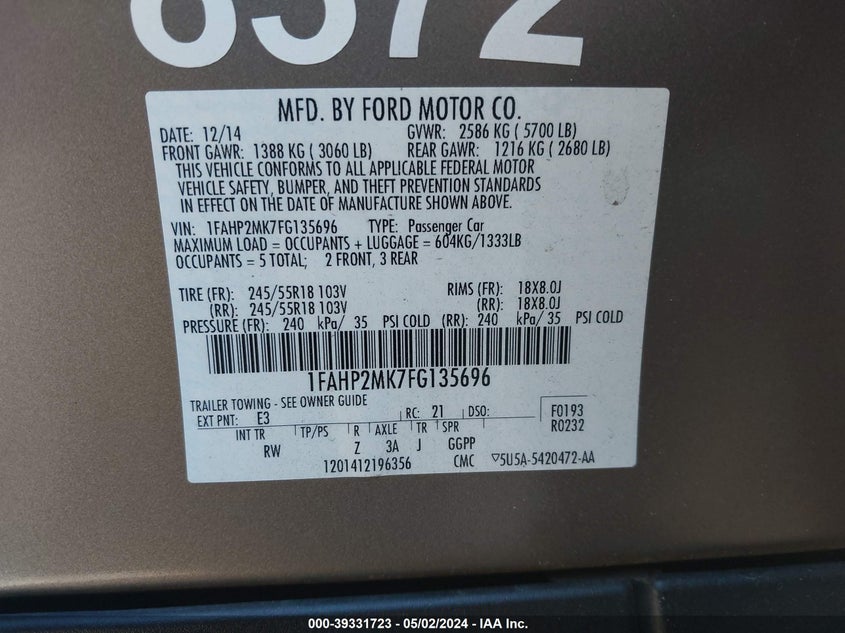 8372
MFD. BY FORD MOTOR CO.
DATE: 12/14 GVWR: 2586 KG ( 5700 LB)
FRONT GAWR: 1388 KG ( 3060 LB) REAR GAWR: 1216 KG ( 2680 LB)
THIS VEHICLE CONFORMS TO ALL APPLICABLE FEDERAL MOTOR
VEHICLE SAFETY, BUMPER, AND THEFT PREVENTION STANDARDS
IN EFFECT ON THE DATE OF MANUFACTURE SHOWN ABOVE.
VIN: 1FAHP2MK7FG135696 TYPE: Passenger Car
MAXIMUM LOAD = OCCUPANTS + LUGGAGE = 604KG/1333LB
OCCUPANTS = 5 TOTAL; 2 FRONT, 3 REAR
TIRE (FR): 245/55R18 103V RIMS (FR): 18X8.0J
(RR): 245/55R18 103V (RR): 18X8.0J
PRESSURE (FR): 240 kPa/ 35 PSI COLD (RR): 240 kPa/ 35 PSI COLD
1FAHP2MK7FG135696
TRAILER TOWING - SEE OWNER GUIDE
EXT PNT: E3 RC: 21 DSO: F0193
INT TR TP/PS R AXLE TR SPR R0232
RW Z 3A J GGPP
1201412196356 CMC ▽5U5A-5420472-AA
000-39331723 - 05/02/2024 - IAA Inc.